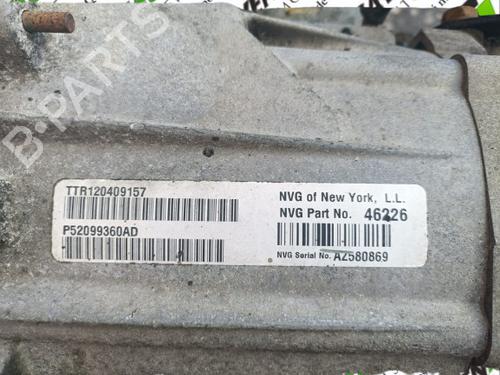 B-PARTS
TTR120409157
P52099360AD
NVG of New York, L.L.
NVG Part No. 46226
NVG Serial No. AZ580869